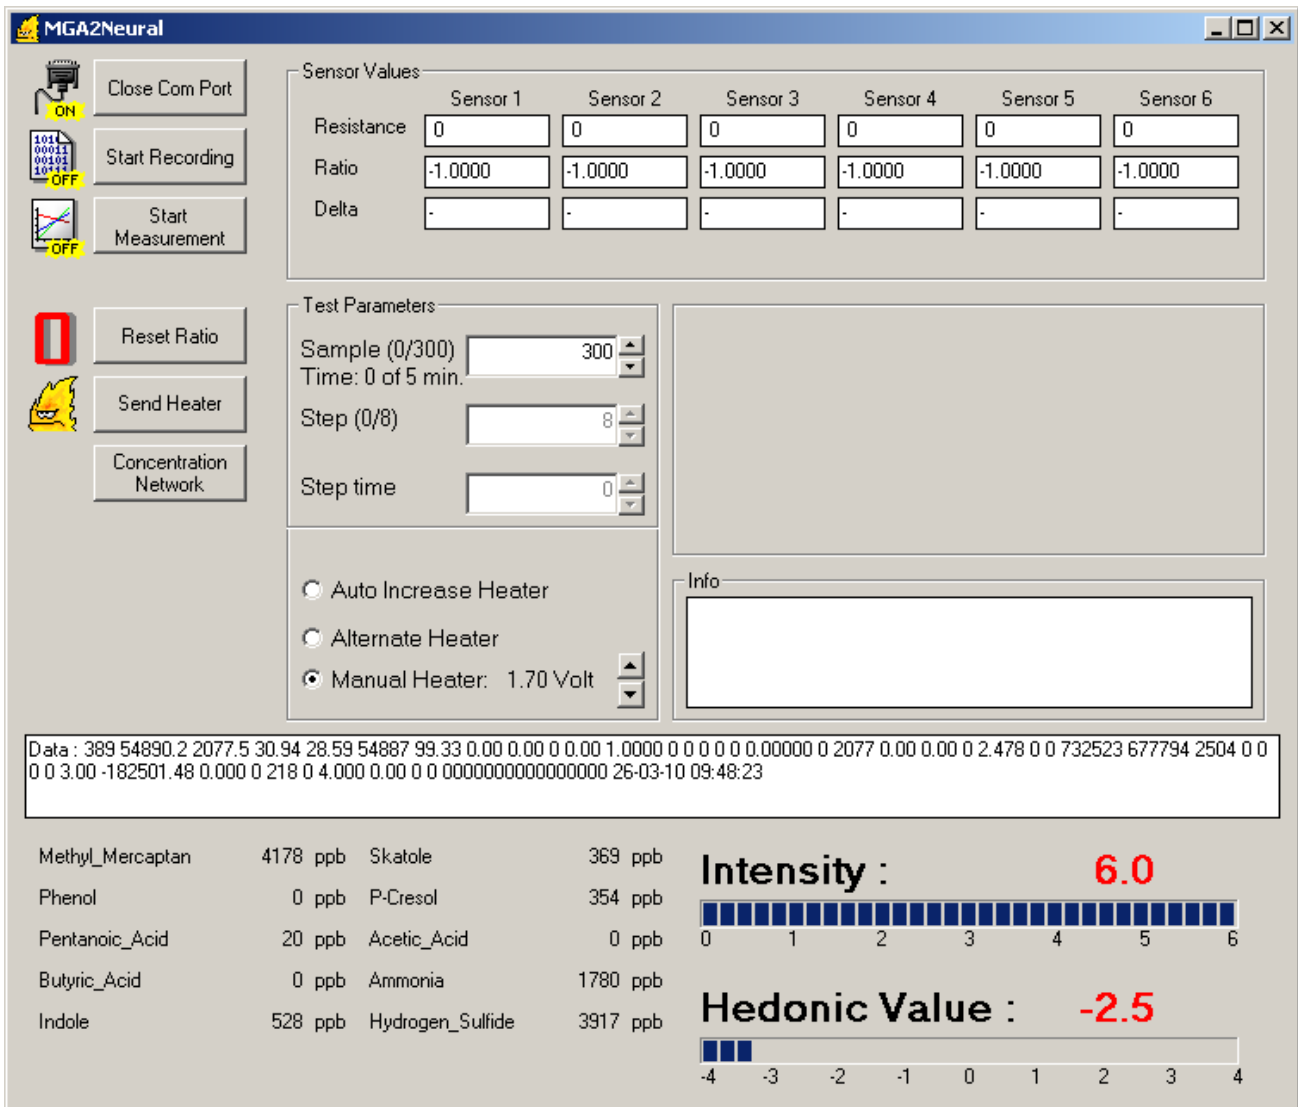 MGA2Neural
Close Com Port
ON
Start Recording
OFF
Start
Measurement
OFF
Sensor Values
Sensor 1 Sensor 2 Sensor 3 Sensor 4 Sensor 5 Sensor 6
Resistance 0 0 0 0 0 0
Ratio -1.0000 -1.0000 -1.0000 -1.0000 -1.0000 -1.0000
Delta - - - - - -
0 Reset Ratio
Send Heater
Concentration
Network
Test Parameters
Sample (0/300) 300
Time: 0 of 5 min.
Step (0/8) 8
Step time 0
Auto Increase Heater
Alternate Heater
Manual Heater: 1.70 Volt
Info
Data : 389 54890.2 2077.5 30.94 28.59 54887 99.33 0.00 0.00 0 0.00 1.0000 0 0 0 0 0 0.00000 0 2077 0.00 0.00 0 2.478 0 0 732523 677794 2504 0 0
0 0 3.00 -182501.48 0.000 0 218 0 4.000 0.00 0 0 0000000000000000 26-03-10 09:48:23
Methyl_Mercaptan 4178 ppb Skatole 369 ppb
Phenol 0 ppb P-Cresol 354 ppb
Pentanoic_Acid 20 ppb Acetic_Acid 0 ppb
Butyric_Acid 0 ppb Ammonia 1780 ppb
Indole 528 ppb Hydrogen_Sulfide 3917 ppb
Intensity : 6.0
0 1 2 3 4 5 6
Hedonic Value : -2.5
-4 -3 -2 -1 0 1 2 3 4